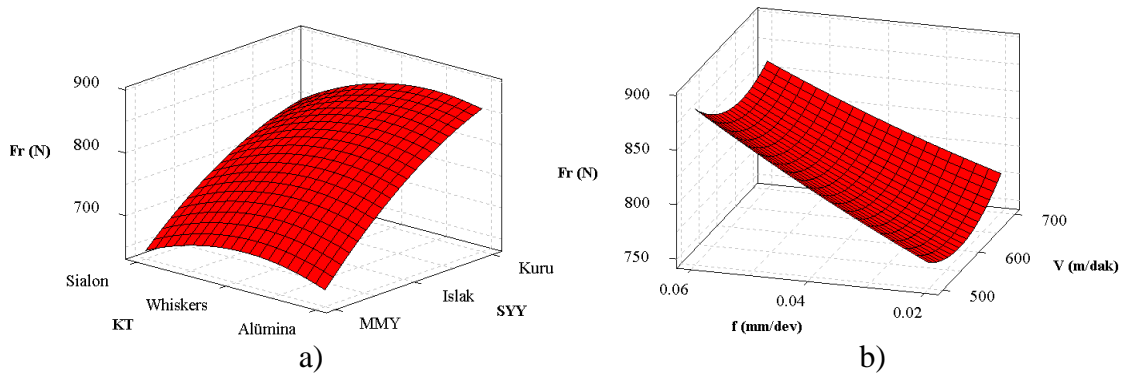 900
800
700
Fr (N)
Sialon
Whiskers
Alümina
KT
MMY
Islak
Kuru
SYY
a)
900
850
800
750
Fr (N)
0.06
0.04
0.02
f (mm/dev)
500
600
700
V (m/dak)
b)